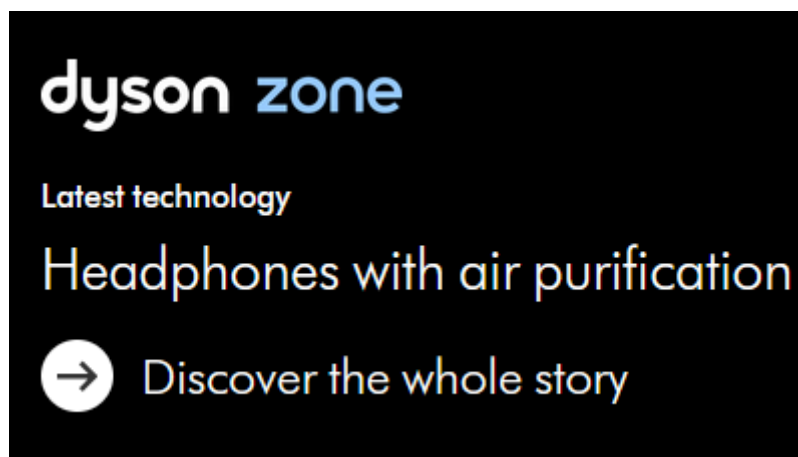 dyson zone
Latest technology
Headphones with air purification
Discover the whole story